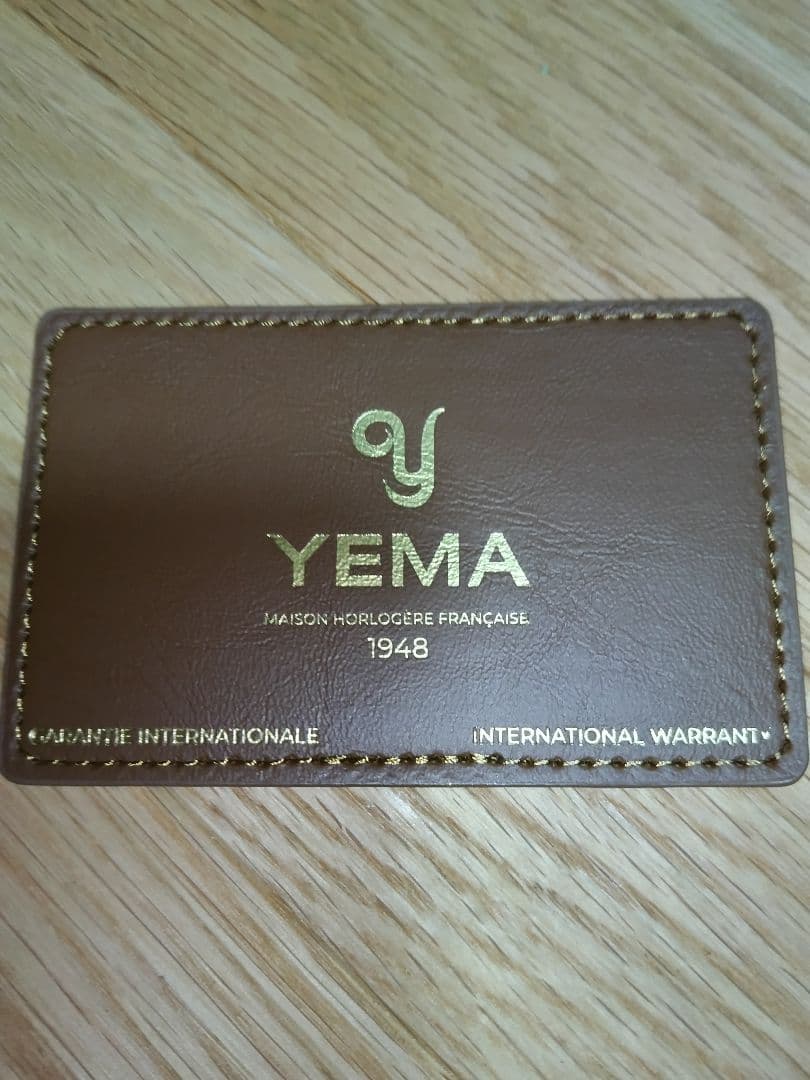 y
YEMA
MAISON HORLOGÈRE FRANÇAISE
1948
GARANTIE INTERNATIONALE
INTERNATIONAL WARRANTY